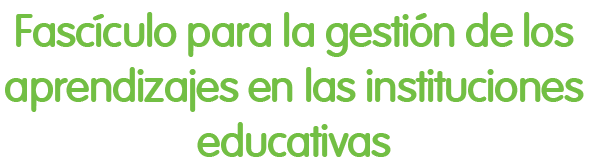 Fascículo para la gestión de los
aprendizajes en las instituciones
educativas